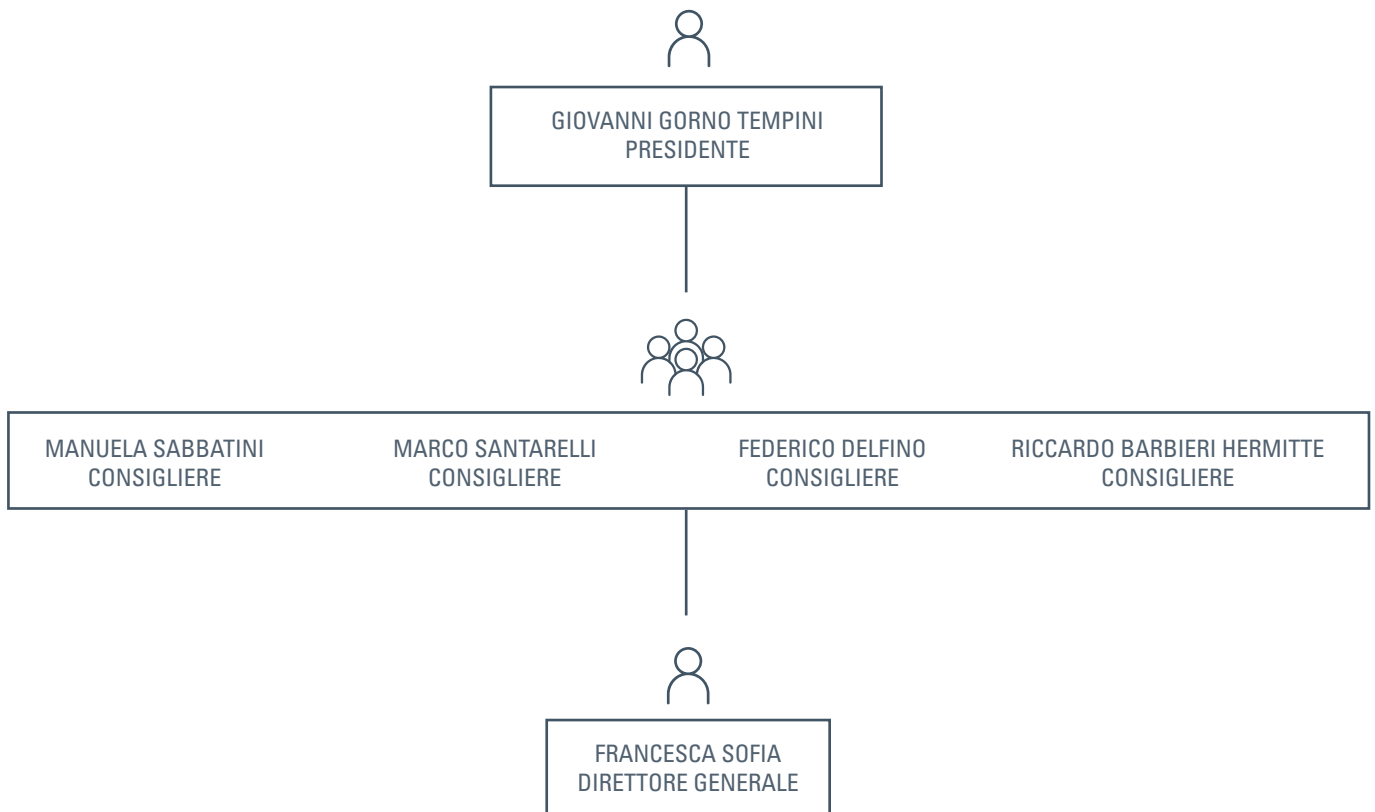 GIOVANNI GORNO TEMPINI
PRESIDENTE
MANUELA SABBATINI
CONSIGLIERE
MARCO SANTARELLI
CONSIGLIERE
FEDERICO DELFINO
CONSIGLIERE
RICCARDO BARBIERI HERMITTE
CONSIGLIERE
FRANCESCA SOFIA
DIRETTORE GENERALE